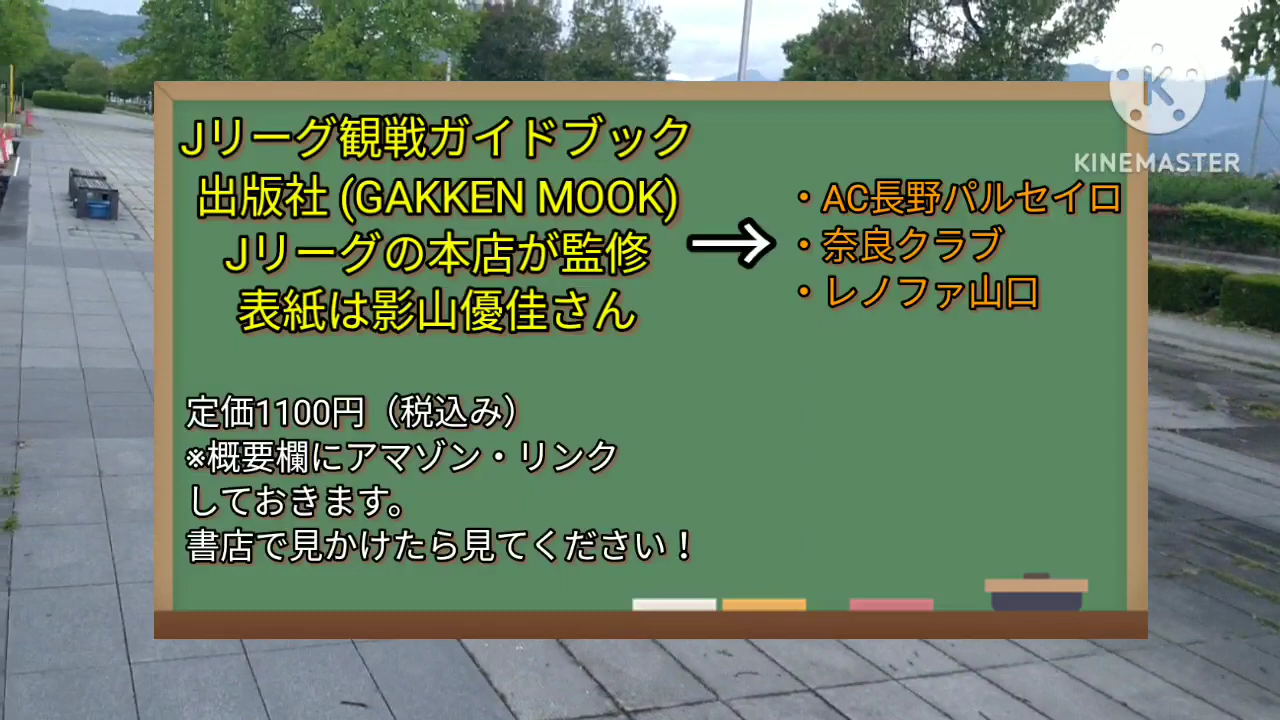 Jリーグ観戦ガイドブック
出版社 (GAKKEN MOOK)
Jリーグの本店が監修
表紙は影山優佳さん
・AC長野パルセイロ
・奈良クラブ
・レノファ山口
定価1100円（税込み）
※概要欄にアマゾン・リンク
しておきます。
書店で見かけたら見てください！
K
KINEMASTER